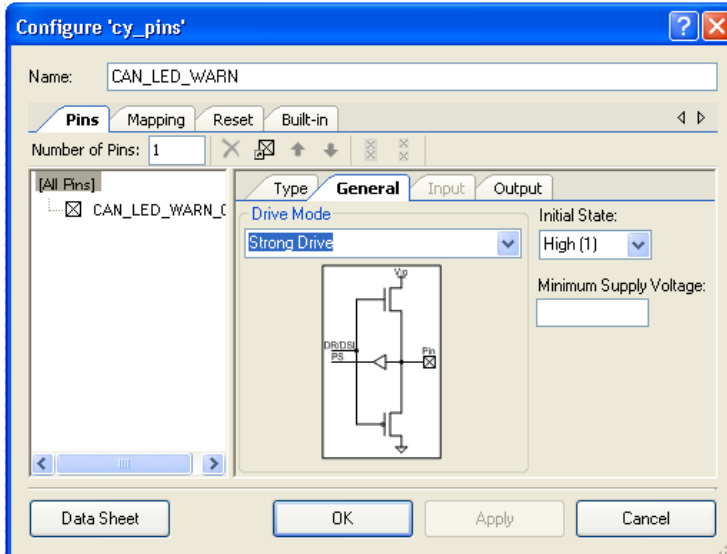 Configure 'cy_pins'
Name: CAN_LED_WARN
Pins Mapping Reset Built-in
Number of Pins: 1
[All Pins]
CAN_LED_WARN_0
Type General Input Output
Drive Mode
Strong Drive
Initial State:
High (1)
Minimum Supply Voltage:
Vio
DR/DSI
PS
Pin
Data Sheet OK Apply Cancel